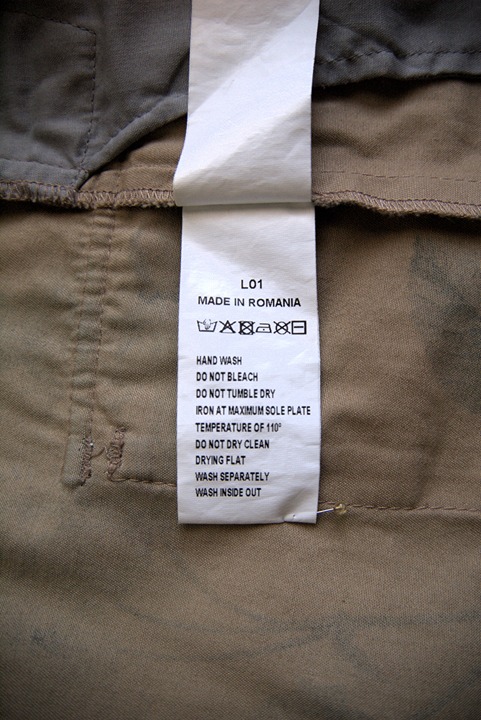 L01
MADE IN ROMANIA
HAND WASH
DO NOT BLEACH
DO NOT TUMBLE DRY
IRON AT MAXIMUM SOLE PLATE
TEMPERATURE OF 110º
DO NOT DRY CLEAN
DRYING FLAT
WASH SEPARATELY
WASH INSIDE OUT